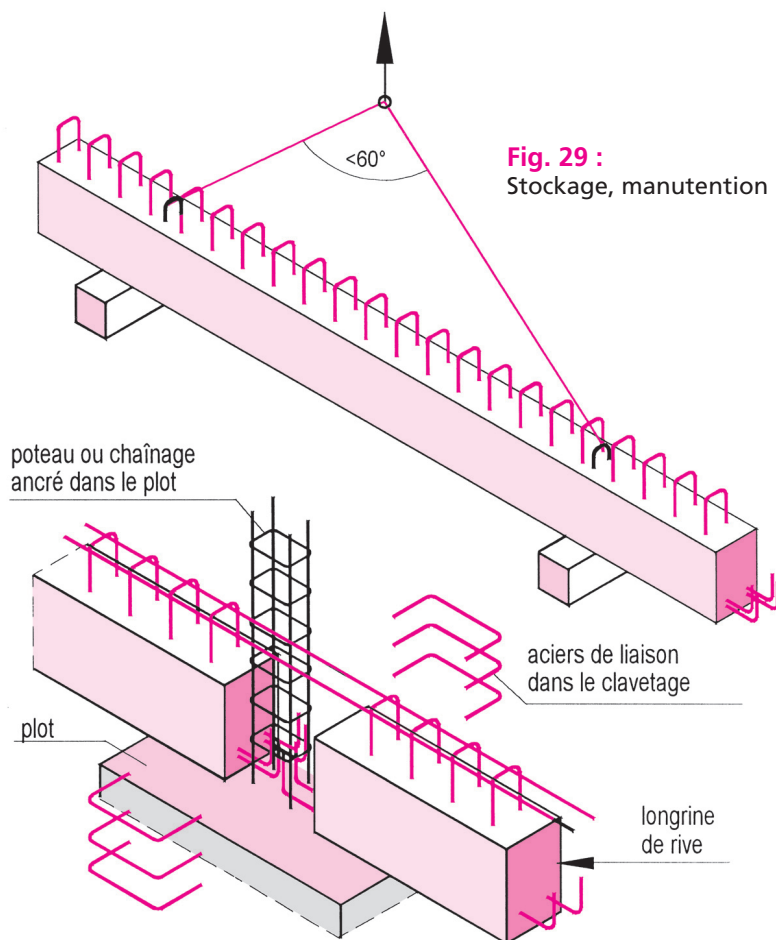 <60°
Fig. 29 :
Stockage, manutention
poteau ou chaînage
ancré dans le plot
aciers de liaison
dans le clavetage
plot
longrine
de rive